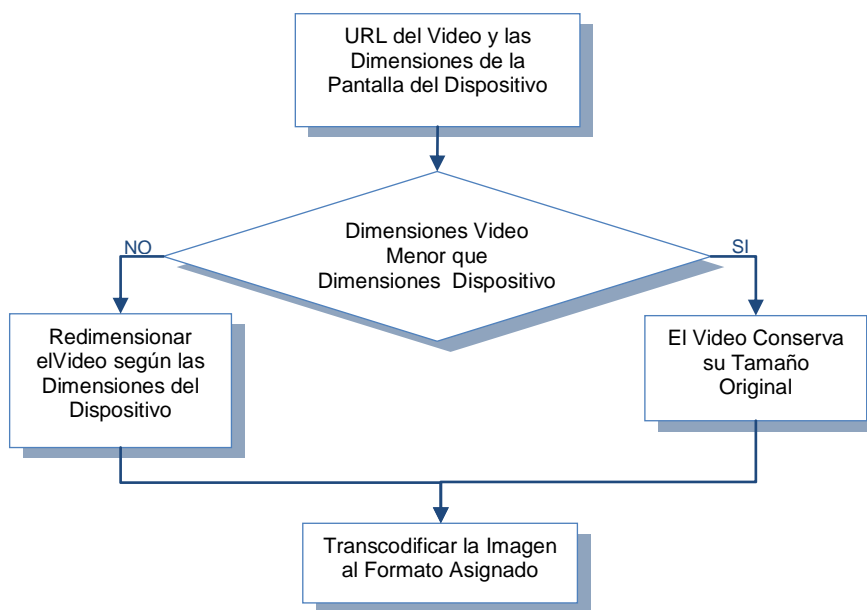 URL del Video y las
Dimensiones de la
Pantalla del Dispositivo
Dimensiones Video
Menor que
Dimensiones Dispositivo
NO
SI
Redimensionar
elVideo según las
Dimensiones del
Dispositivo
El Video Conserva
su Tamaño
Original
Transcodificar la Imagen
al Formato Asignado